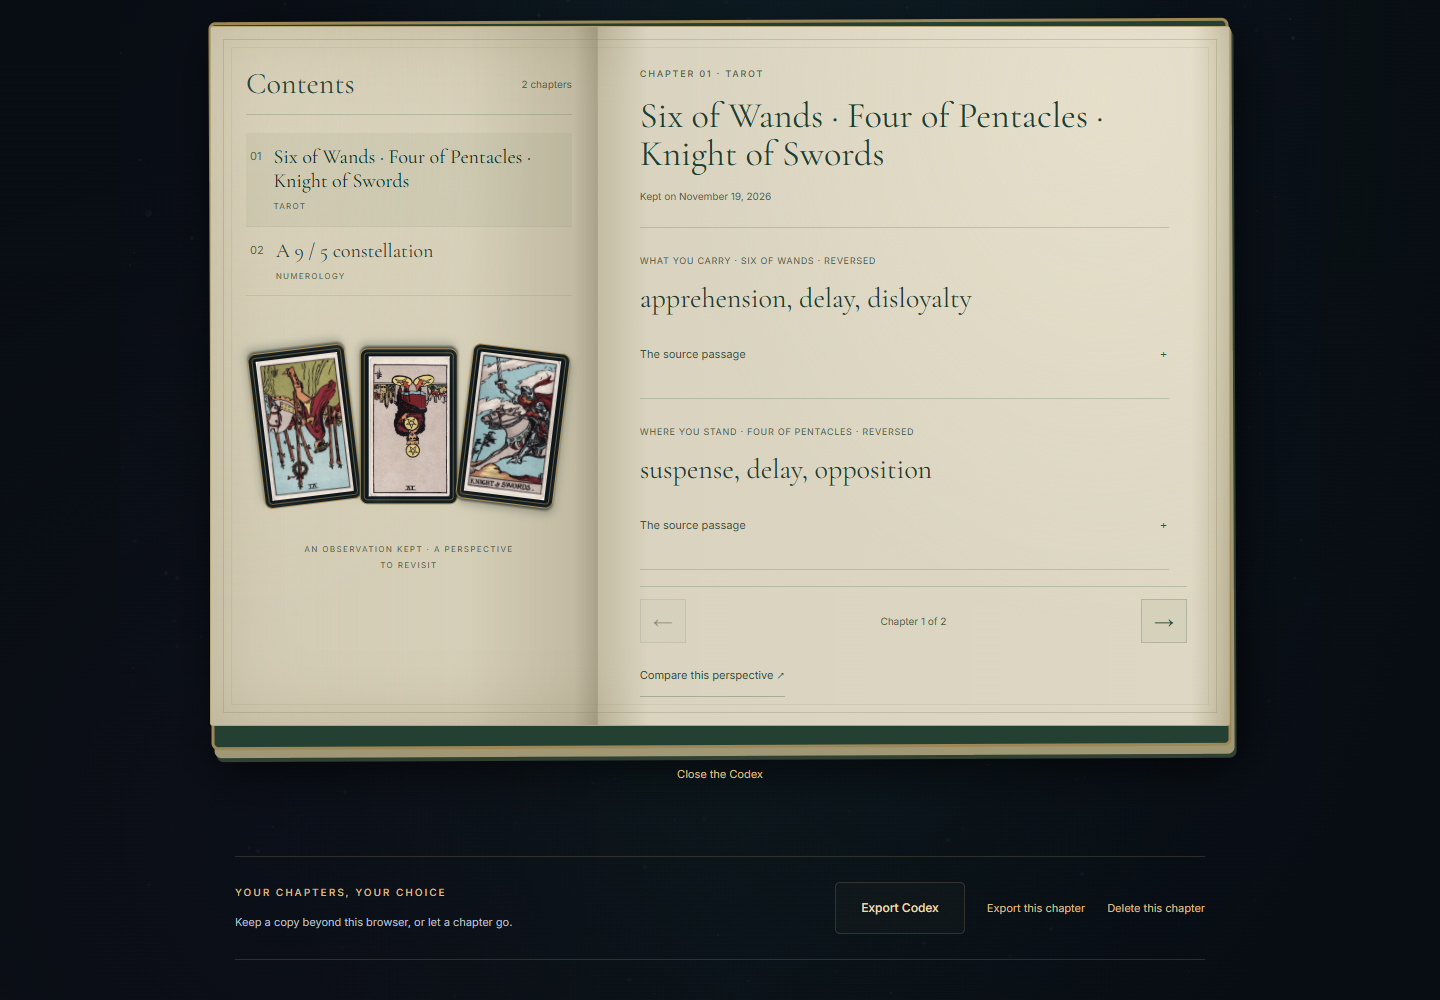 Contents
2 chapters
01
Six of Wands · Four of Pentacles ·
Knight of Swords
TAROT
02
A 9 / 5 constellation
NUMEROLOGY
VI
IV
KNIGHT of SWORDS.
AN OBSERVATION KEPT · A PERSPECTIVE
TO REVISIT
CHAPTER 01 · TAROT
Six of Wands · Four of Pentacles ·
Knight of Swords
Kept on November 19, 2026
WHAT YOU CARRY · SIX OF WANDS · REVERSED
apprehension, delay, disloyalty
The source passage +
WHERE YOU STAND · FOUR OF PENTACLES · REVERSED
suspense, delay, opposition
The source passage +
← Chapter 1 of 2 →
Compare this perspective ↗
Close the Codex
YOUR CHAPTERS, YOUR CHOICE
Keep a copy beyond this browser, or let a chapter go.
Export Codex
Export this chapter
Delete this chapter